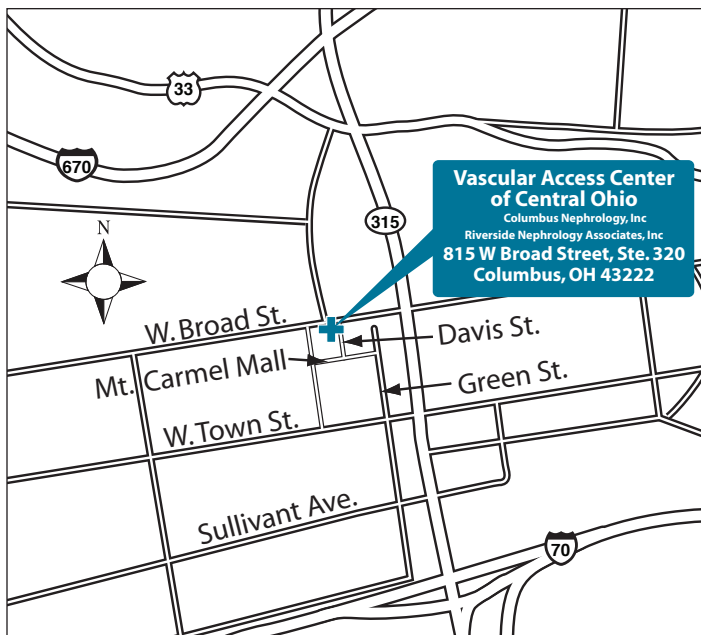 33
670
Vascular Access Center
of Central Ohio
Columbus Nephrology, Inc
Riverside Nephrology Associates, Inc
815 W Broad Street, Ste. 320
Columbus, OH 43222
315
N
W. Broad St.
Davis St.
Mt. Carmel Mall
Green St.
W. Town St.
Sullivant Ave.
70